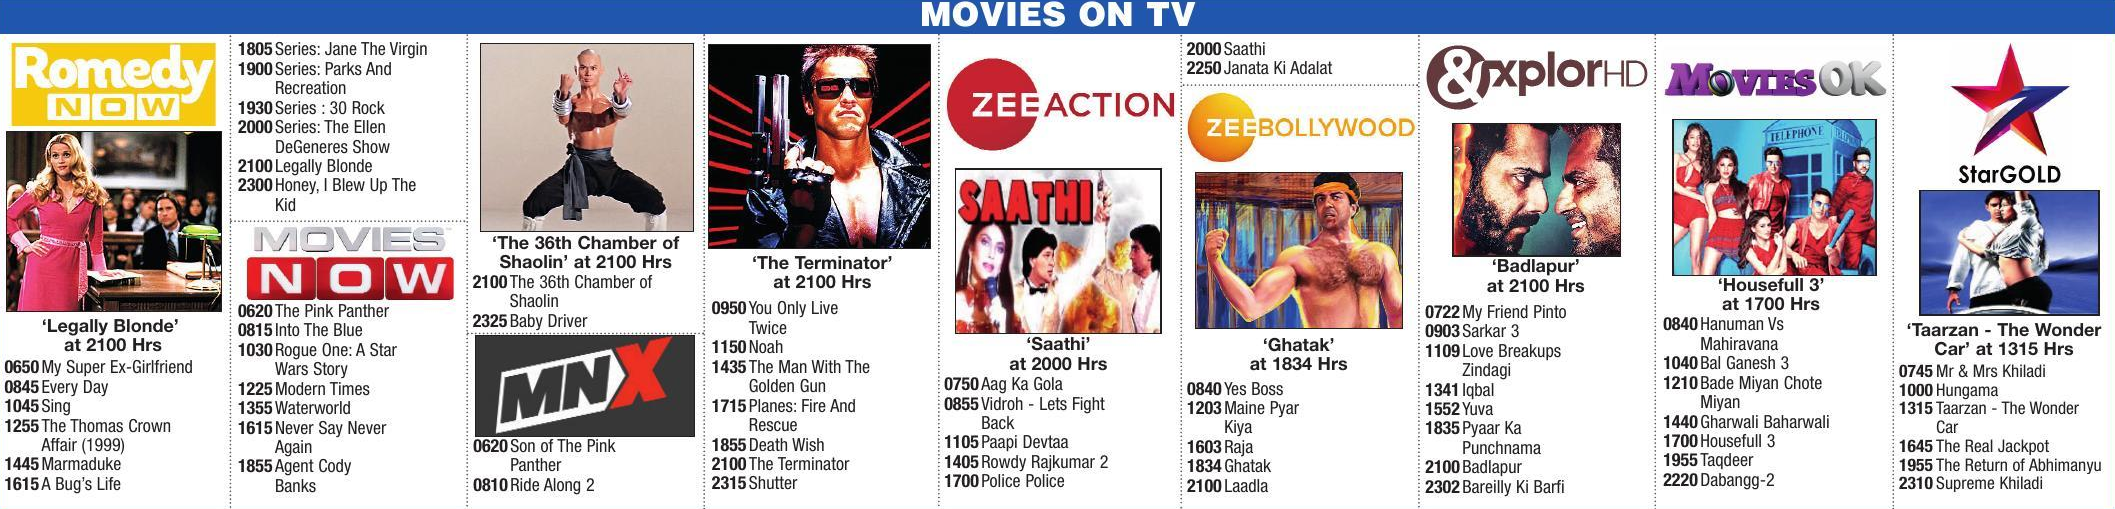 MOVIES ON TV
Romedy
NOW
'Legally Blonde'
at 2100 Hrs
0650 My Super Ex-Girlfriend
0845 Every Day
1045 Sing
1255 The Thomas Crown
Affair (1999)
1445 Marmaduke
1615 A Bug's Life
1805 Series: Jane The Virgin
1900 Series: Parks And
Recreation
1930 Series : 30 Rock
2000 Series: The Ellen
DeGeneres Show
2100 Legally Blonde
2300 Honey, I Blew Up The
Kid
MOVIES
NOW
0620 The Pink Panther
0815 Into The Blue
1030 Rogue One: A Star
Wars Story
1225 Modern Times
1355 Waterworld
1615 Never Say Never
Again
1855 Agent Cody
Banks
'The 36th Chamber of
Shaolin' at 2100 Hrs
2100 The 36th Chamber of
Shaolin
2325 Baby Driver
MNX
0620 Son of The Pink
Panther
0810 Ride Along 2
'The Terminator'
at 2100 Hrs
0950 You Only Live
Twice
1150 Noah
1435 The Man With The
Golden Gun
1715 Planes: Fire And
Rescue
1855 Death Wish
2100 The Terminator
2315 Shutter
ZEE ACTION
SAATHI
'Saathi'
at 2000 Hrs
0750 Aag Ka Gola
0855 Vidroh - Lets Fight
Back
1105 Paapi Devtaa
1405 Rowdy Rajkumar 2
1700 Police Police
2000 Saathi
2250 Janata Ki Adalat
ZEE BOLLYWOOD
'Ghatak'
at 1834 Hrs
0840 Yes Boss
1203 Maine Pyar
Kiya
1603 Raja
1834 Ghatak
2100 Laadla
&xplorHD
'Badlapur'
at 2100 Hrs
0722 My Friend Pinto
0903 Sarkar 3
1109 Love Breakups
Zindagi
1341 Iqbal
1552 Yuva
1835 Pyaar Ka
Punchnama
2100 Badlapur
2302 Bareilly Ki Barfi
MOVIES OK
TELEPHONE
'Housefull 3'
at 1700 Hrs
0840 Hanuman Vs
Mahiravana
1040 Bal Ganesh 3
1210 Bade Miyan Chote
Miyan
1440 Gharwali Baharwali
1700 Housefull 3
1955 Taqdeer
2220 Dabangg-2
StarGOLD
'Taarzan - The Wonder
Car' at 1315 Hrs
0745 Mr & Mrs Khiladi
1000 Hungama
1315 Taarzan - The Wonder
Car
1645 The Real Jackpot
1955 The Return of Abhimanyu
2310 Supreme Khiladi